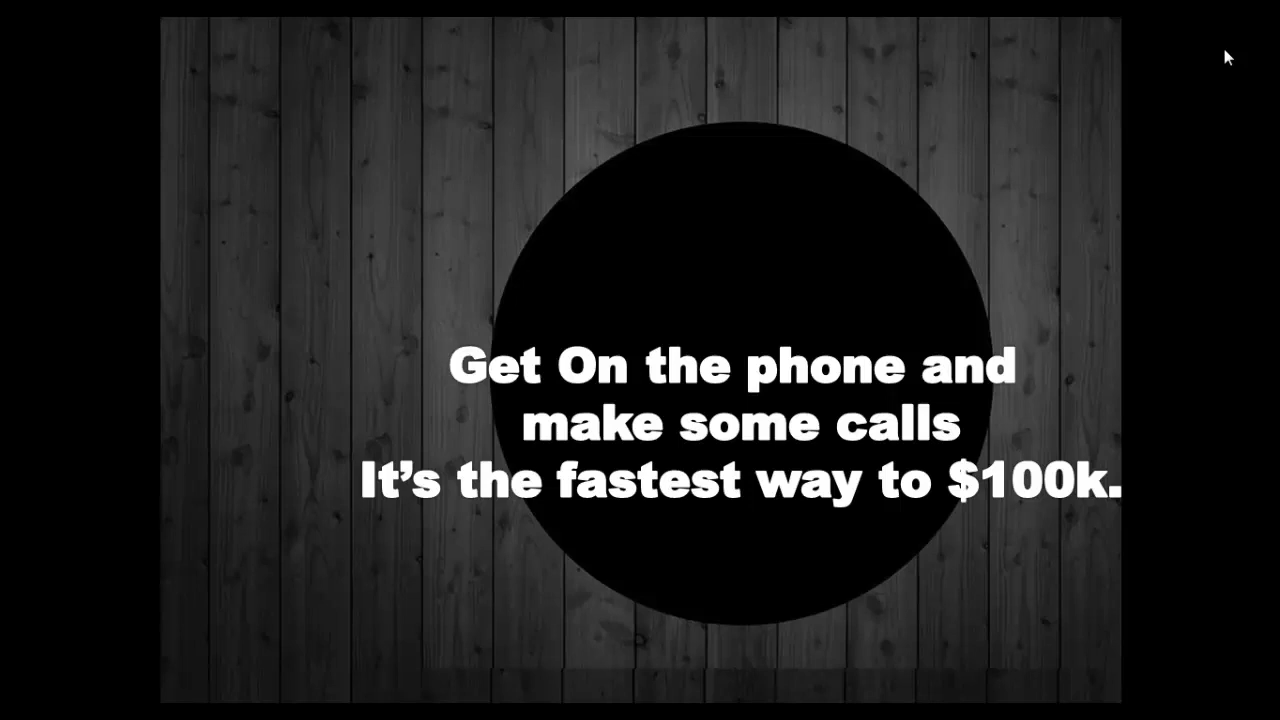 Get On the phone and
make some calls
It’s the fastest way to $100k.